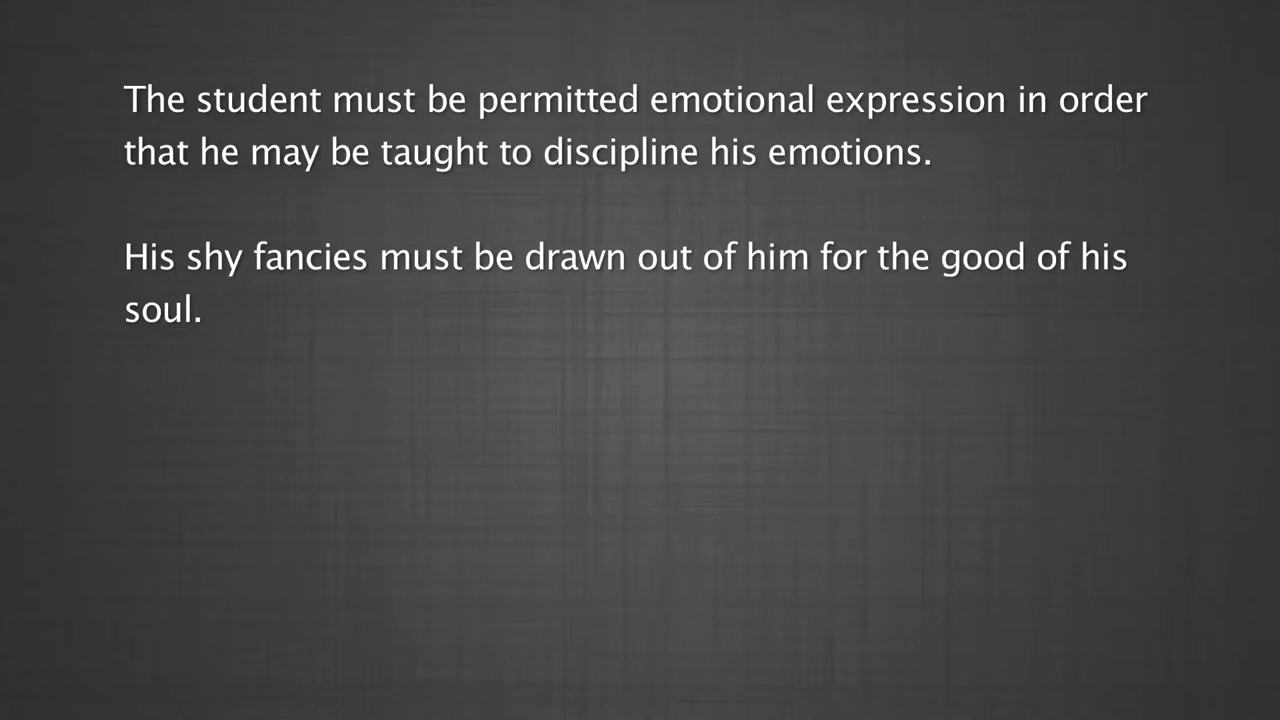 The student must be permitted emotional expression in order
that he may be taught to discipline his emotions.
His shy fancies must be drawn out of him for the good of his
soul.